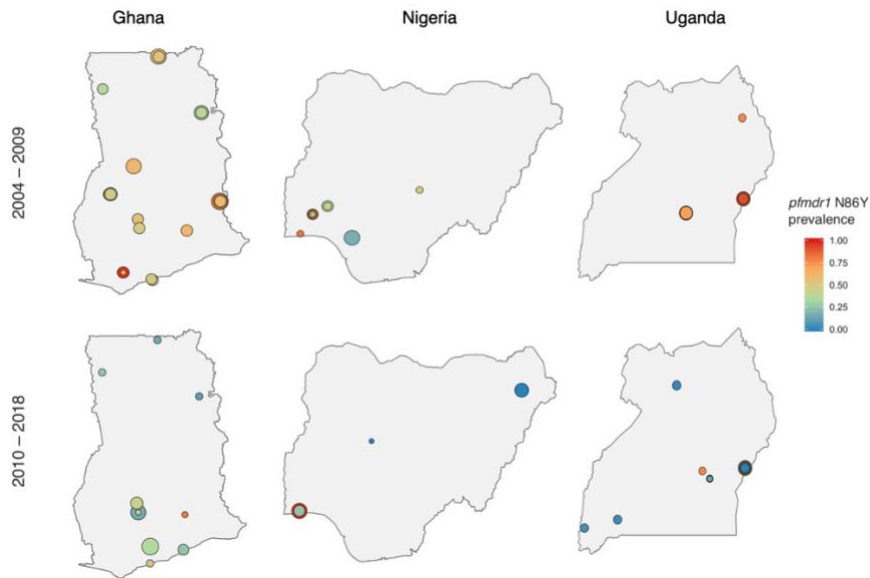 Ghana
Nigeria
Uganda
2004 – 2009
pfmdr1 N86Y
prevalence
1.00
0.75
0.50
0.25
0.00
2010 – 2018